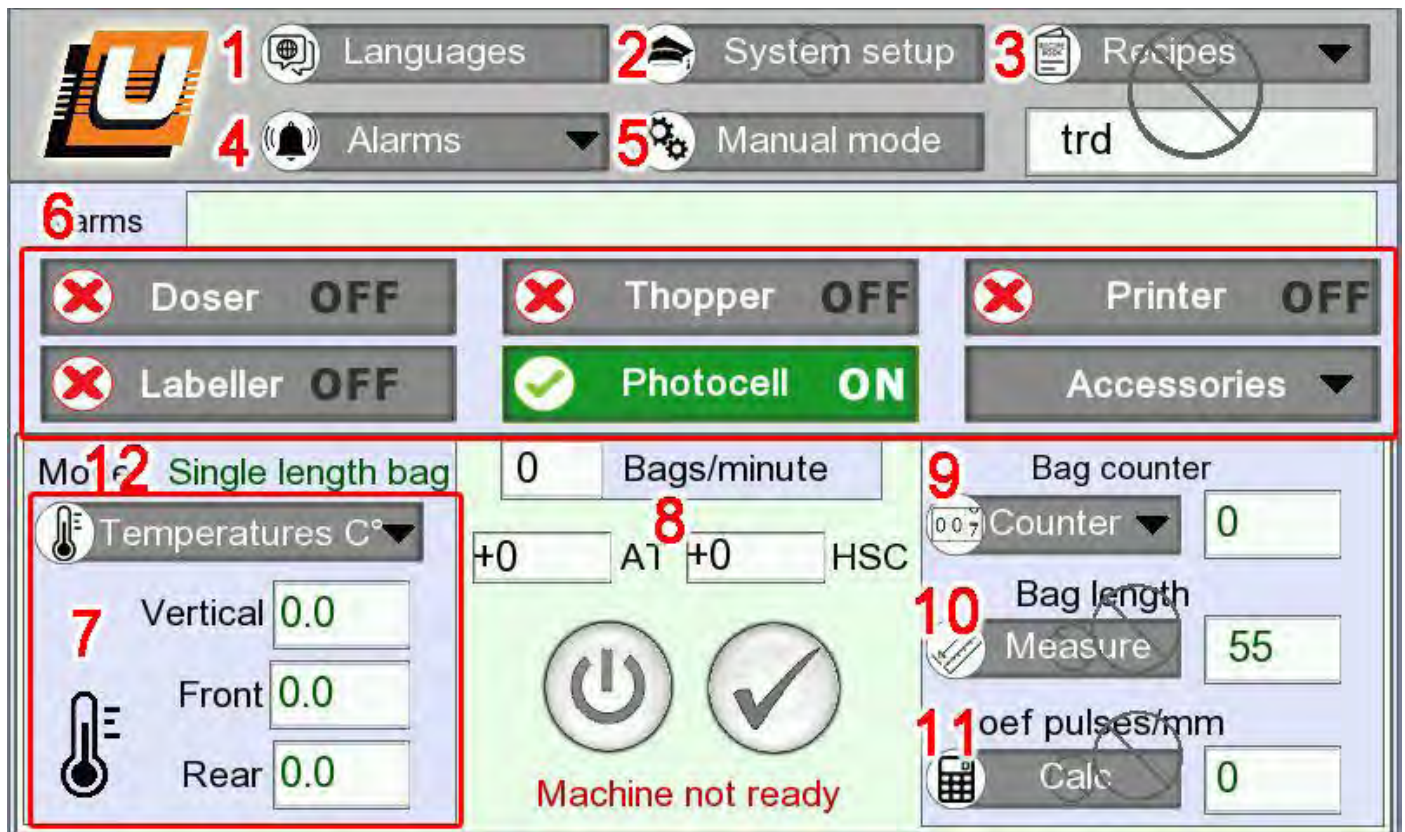 U
1 Languages
2 System setup
3 Recipes
4 Alarms
5 Manual mode
trd
6 arms
Doser OFF
Thopper OFF
Printer OFF
Labeller OFF
Photocell ON
Accessories
12 Single length bag
0 Bags/minute
9 Bag counter
Temperatures C°
8
+0 AT +0 HSC
007 Counter 0
7
Vertical 0.0
10 Bag length
Measure 55
Front 0.0
11 oef pulses/mm
Rear 0.0
Calc 0
Machine not ready